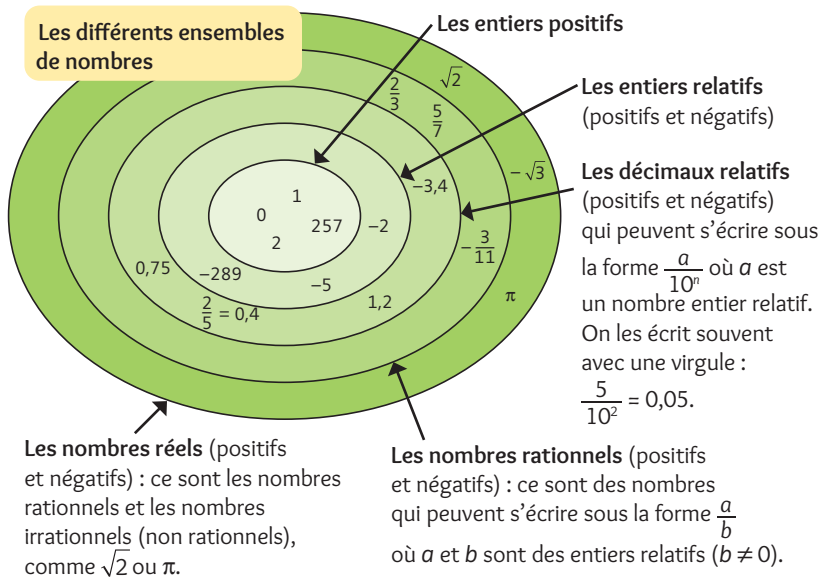 Les différents ensembles
de nombres
Les entiers positifs
Les entiers relatifs
(positifs et négatifs)
Les décimaux relatifs
(positifs et négatifs)
qui peuvent s’écrire sous
la forme a/10ⁿ où a est
un nombre entier relatif.
On les écrit souvent
avec une virgule :
5/10² = 0,05.
√2
2/3
5/7
−√3
−3,4
1
0
257
−2
2
−3/11
0,75
−289
−5
π
2/5 = 0,4
1,2
Les nombres réels (positifs
et négatifs) : ce sont les nombres
rationnels et les nombres
irrationnels (non rationnels),
comme √2 ou π.
Les nombres rationnels (positifs
et négatifs) : ce sont des nombres
qui peuvent s’écrire sous la forme a/b
où a et b sont des entiers relatifs (b ≠ 0).